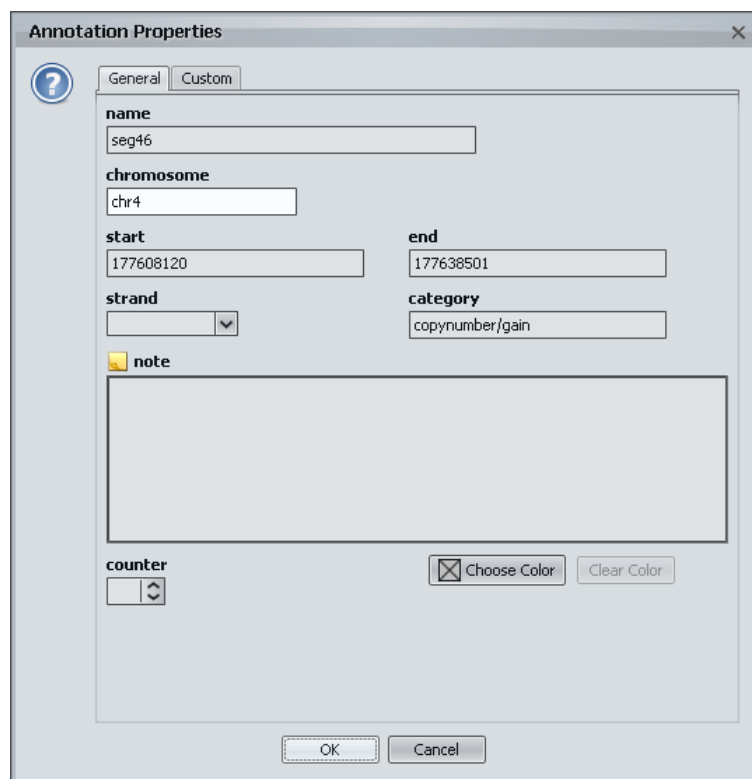 Annotation Properties
General Custom
name
seg46
chromosome
chr4
start end
177608120 177638501
strand category
copynumber/gain
note
counter
Choose Color Clear Color
OK Cancel